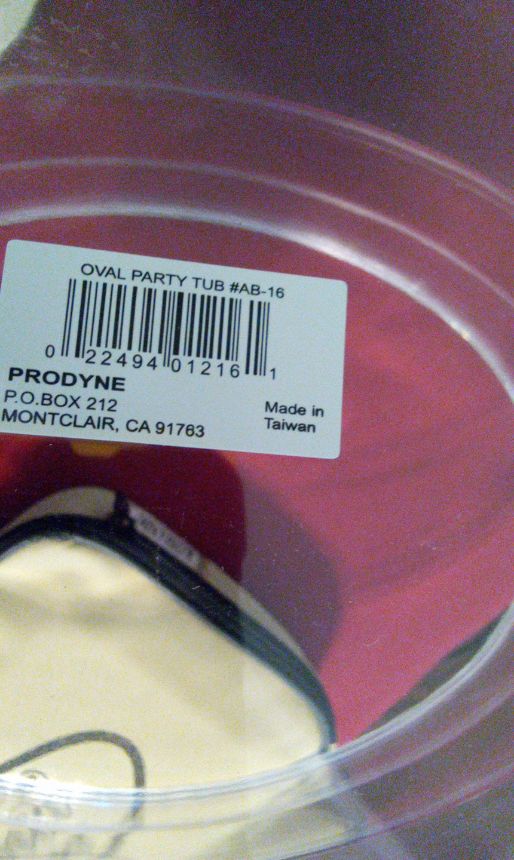 OVAL PARTY TUB #AB-16
0 22494 01216 1
PRODYNE
P.O.BOX 212
MONTCLAIR, CA 91763
Made in
Taiwan